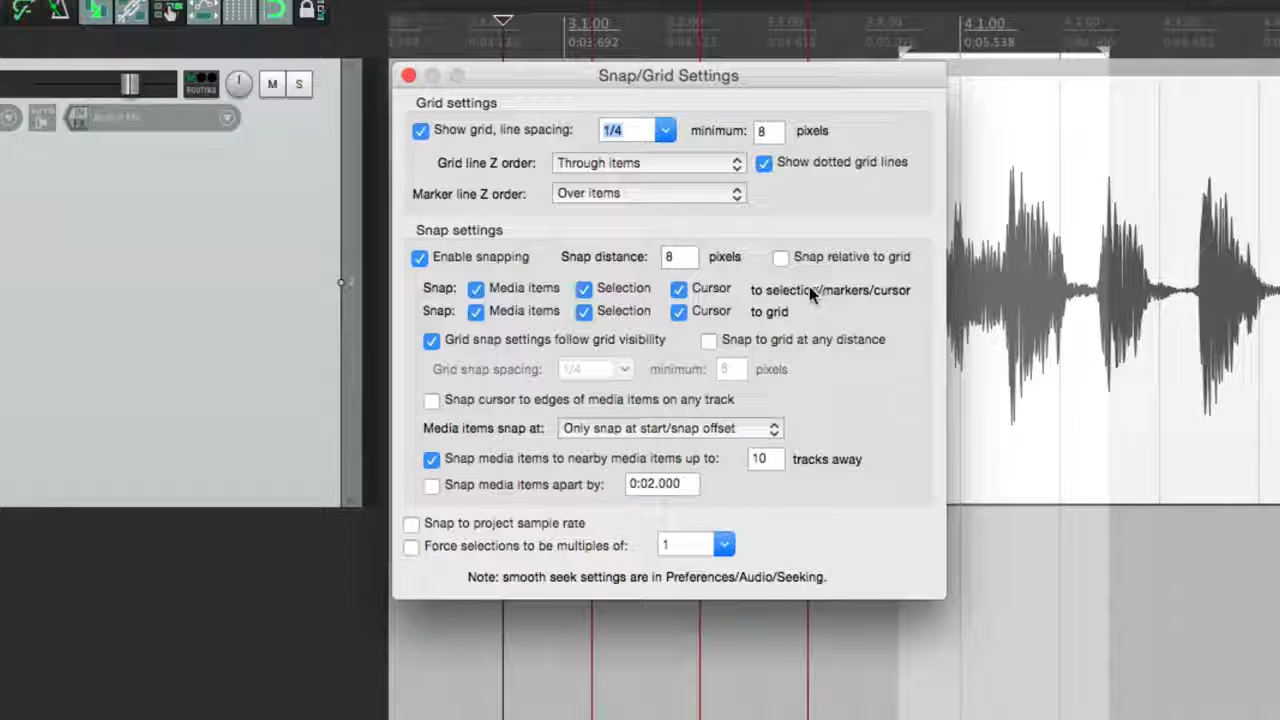 3.1.00
0:03.692
4.1.00
0:05.538
ROUTING
M
S
Snap/Grid Settings
Grid settings
Show grid, line spacing: 1/4 minimum: 8 pixels
Grid line Z order: Through items Show dotted grid lines
Marker line Z order: Over items
Snap settings
Enable snapping Snap distance: 8 pixels Snap relative to grid
Snap: Media items Selection Cursor to selection/markers/cursor
Snap: Media items Selection Cursor to grid
Grid snap settings follow grid visibility Snap to grid at any distance
Grid snap spacing: 1/4 minimum: 8 pixels
Snap cursor to edges of media items on any track
Media items snap at: Only snap at start/snap offset
Snap media items to nearby media items up to: 10 tracks away
Snap media items apart by: 0:02.000
Snap to project sample rate
Force selections to be multiples of: 1
Note: smooth seek settings are in Preferences/Audio/Seeking.